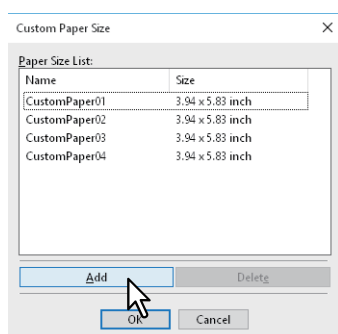 Custom Paper Size
Paper Size List:
Name Size
CustomPaper01 3.94 x 5.83 inch
CustomPaper02 3.94 x 5.83 inch
CustomPaper03 3.94 x 5.83 inch
CustomPaper04 3.94 x 5.83 inch
Add Delete
OK Cancel